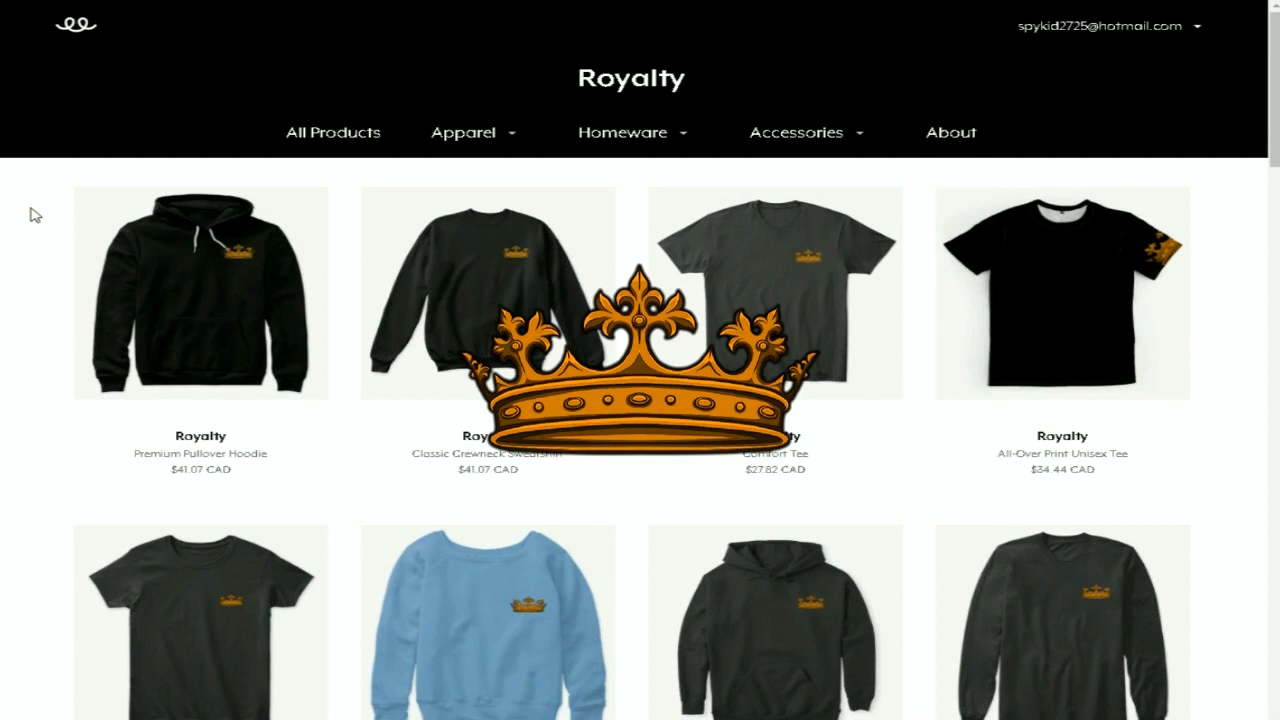 spykid2725@hotmail.com
Royalty
All Products Apparel Homeware Accessories About
Royalty
Premium Pullover Hoodie
$41.07 CAD
Classic Crewneck
$41.07 CAD
Comfort Tee
$27.82 CAD
Royalty
All-Over Print Unisex Tee
$34.44 CAD